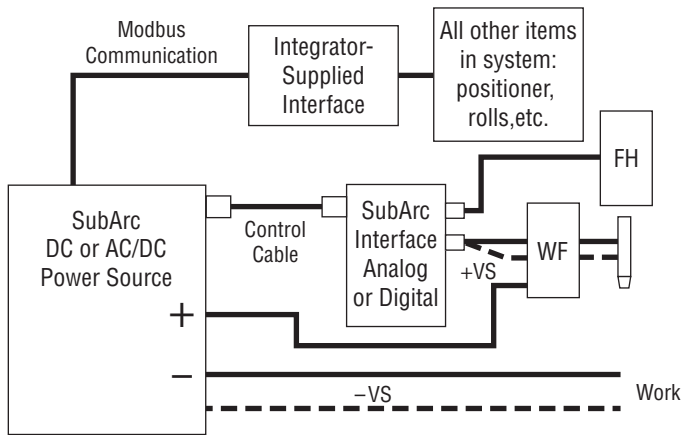 Modbus
Communication
Integrator-
Supplied
Interface
All other items
in system:
positioner,
rolls,etc.
FH
SubArc
DC or AC/DC
Power Source
Control
Cable
SubArc
Interface
Analog
or Digital
+VS
WF
+
−
−VS
Work